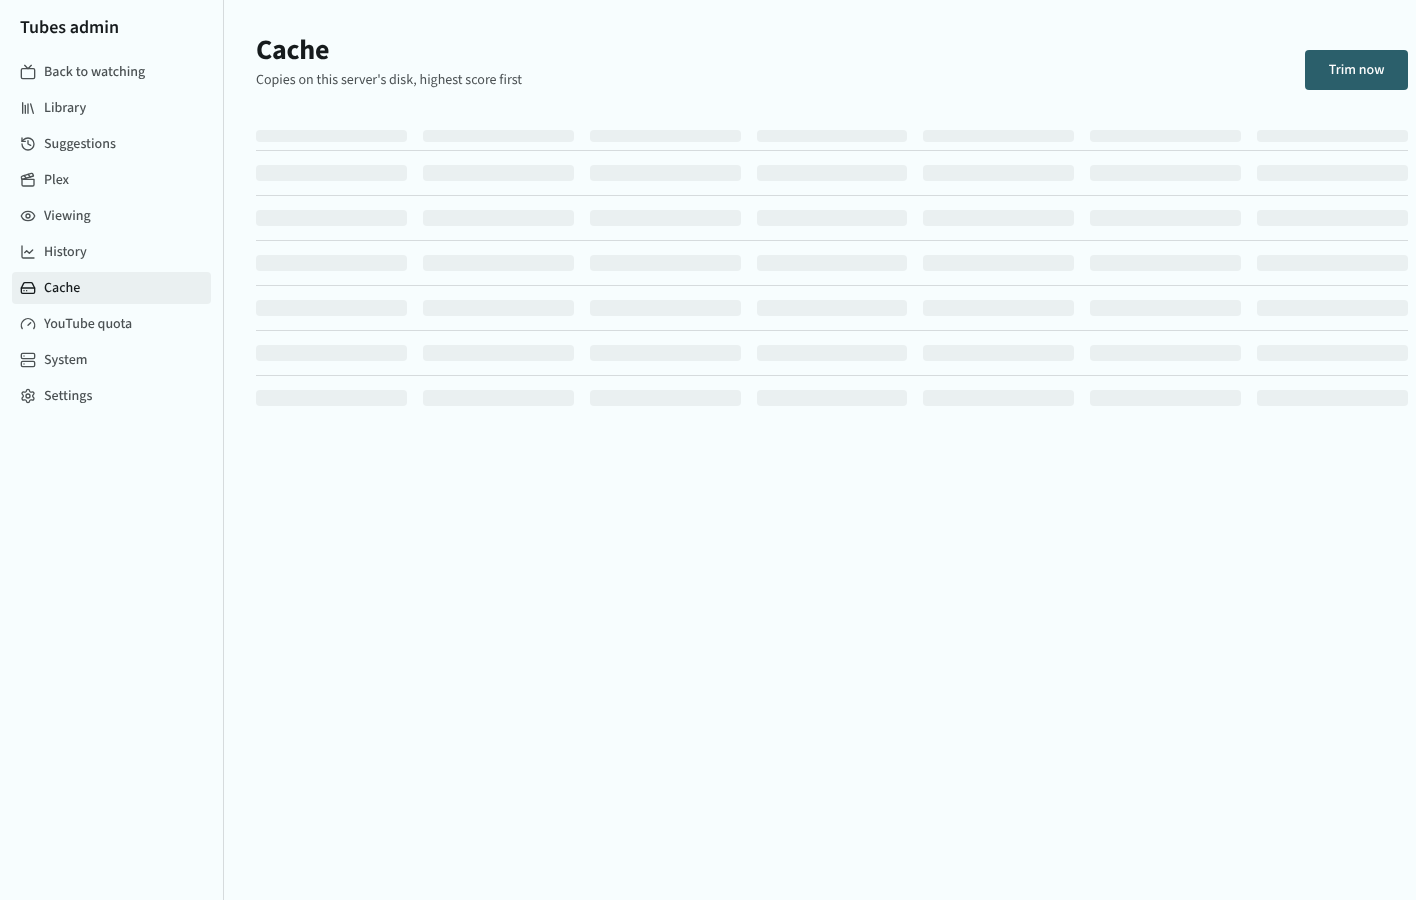 Tubes admin
Back to watching
Library
Suggestions
Plex
Viewing
History
Cache
YouTube quota
System
Settings
Cache
Copies on this server's disk, highest score first
Trim now